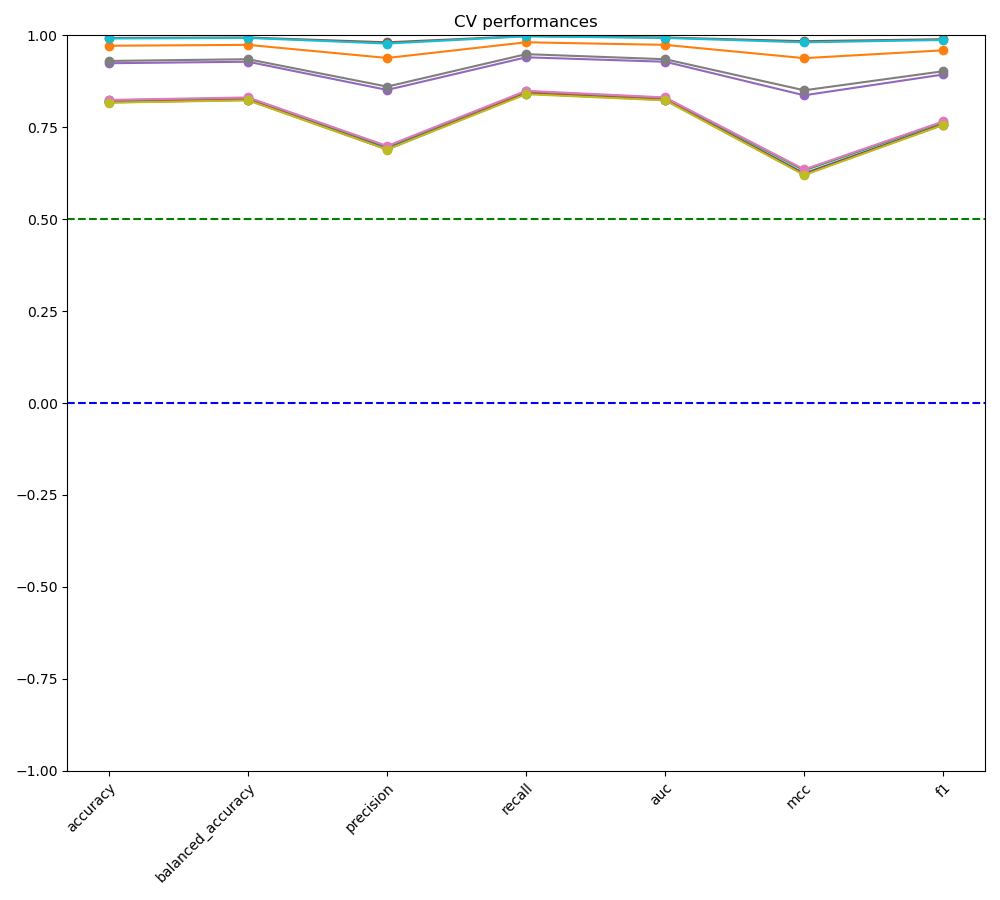 CV performances
1.00
0.75
0.50
0.25
0.00
−0.25
−0.50
−0.75
−1.00
accuracy
balanced_accuracy
precision
recall
auc
mcc
f1